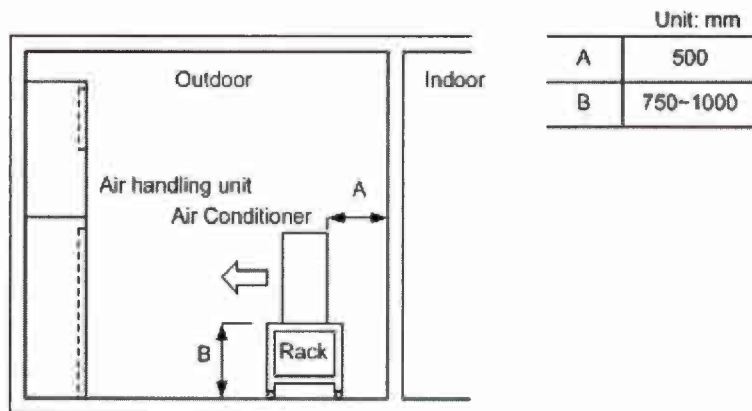 Unit: mm
A 500
B 750~1000
Outdoor
Indoor
Air handling unit
A
Air Conditioner
B
Rack